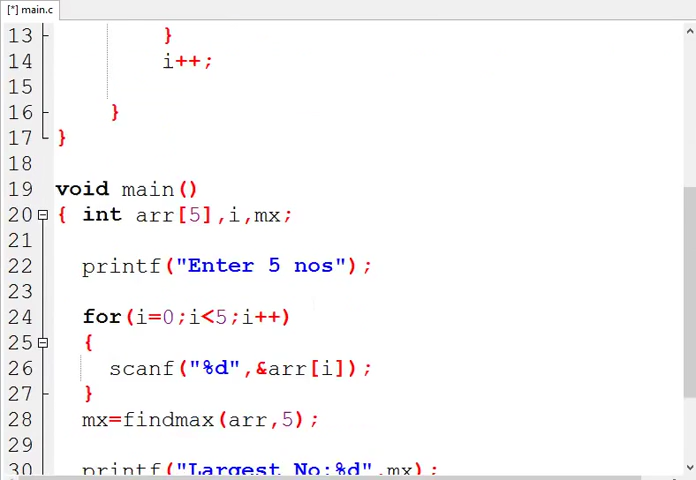 [*] main.c
13 }
14 i++;
15
16 }
17 }
18
19 void main()
20 { int arr[5],i,mx;
21
22 printf("Enter 5 nos");
23
24 for(i=0;i<5;i++)
25 {
26 scanf("%d",&arr[i]);
27 }
28 mx=findmax(arr,5);
29
30 printf("Largest No:%d",mx);